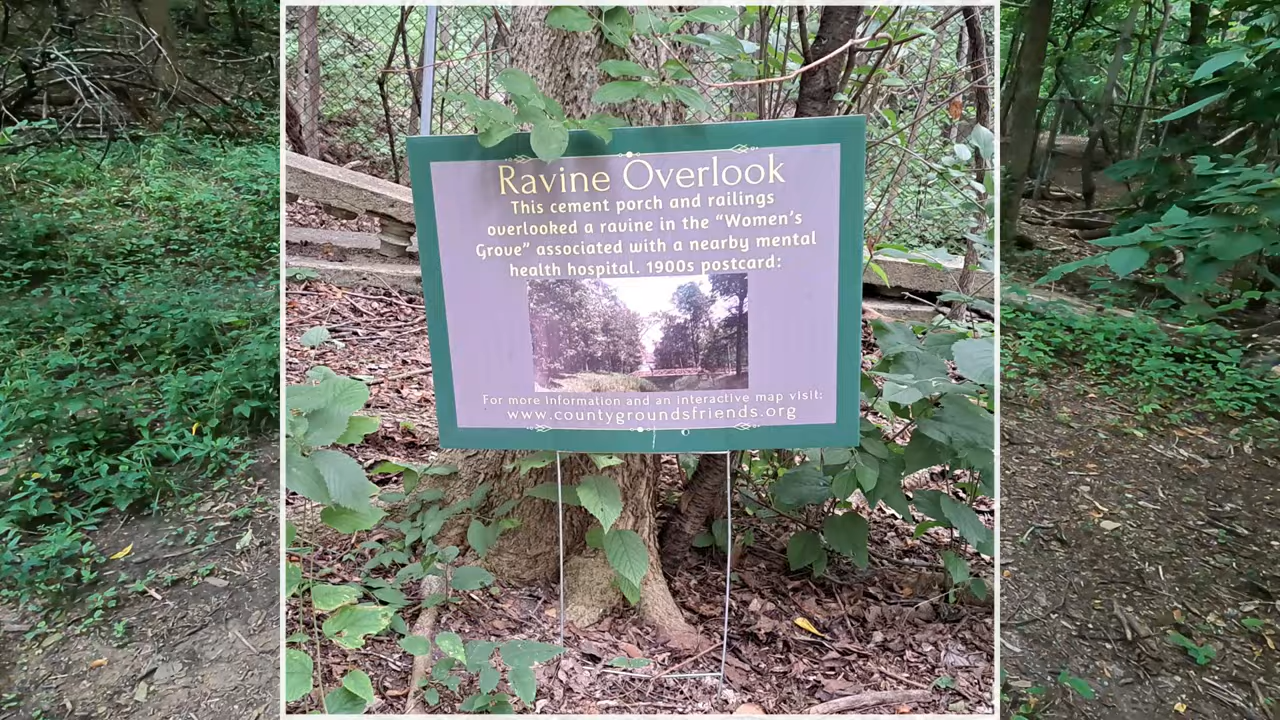 Ravine Overlook
This cement porch and railings
overlooked a ravine in the "Women's
Grove" associated with a nearby mental
health hospital. 1900s postcard:
For more information and an interactive map visit:
www.countygroundsfriends.org